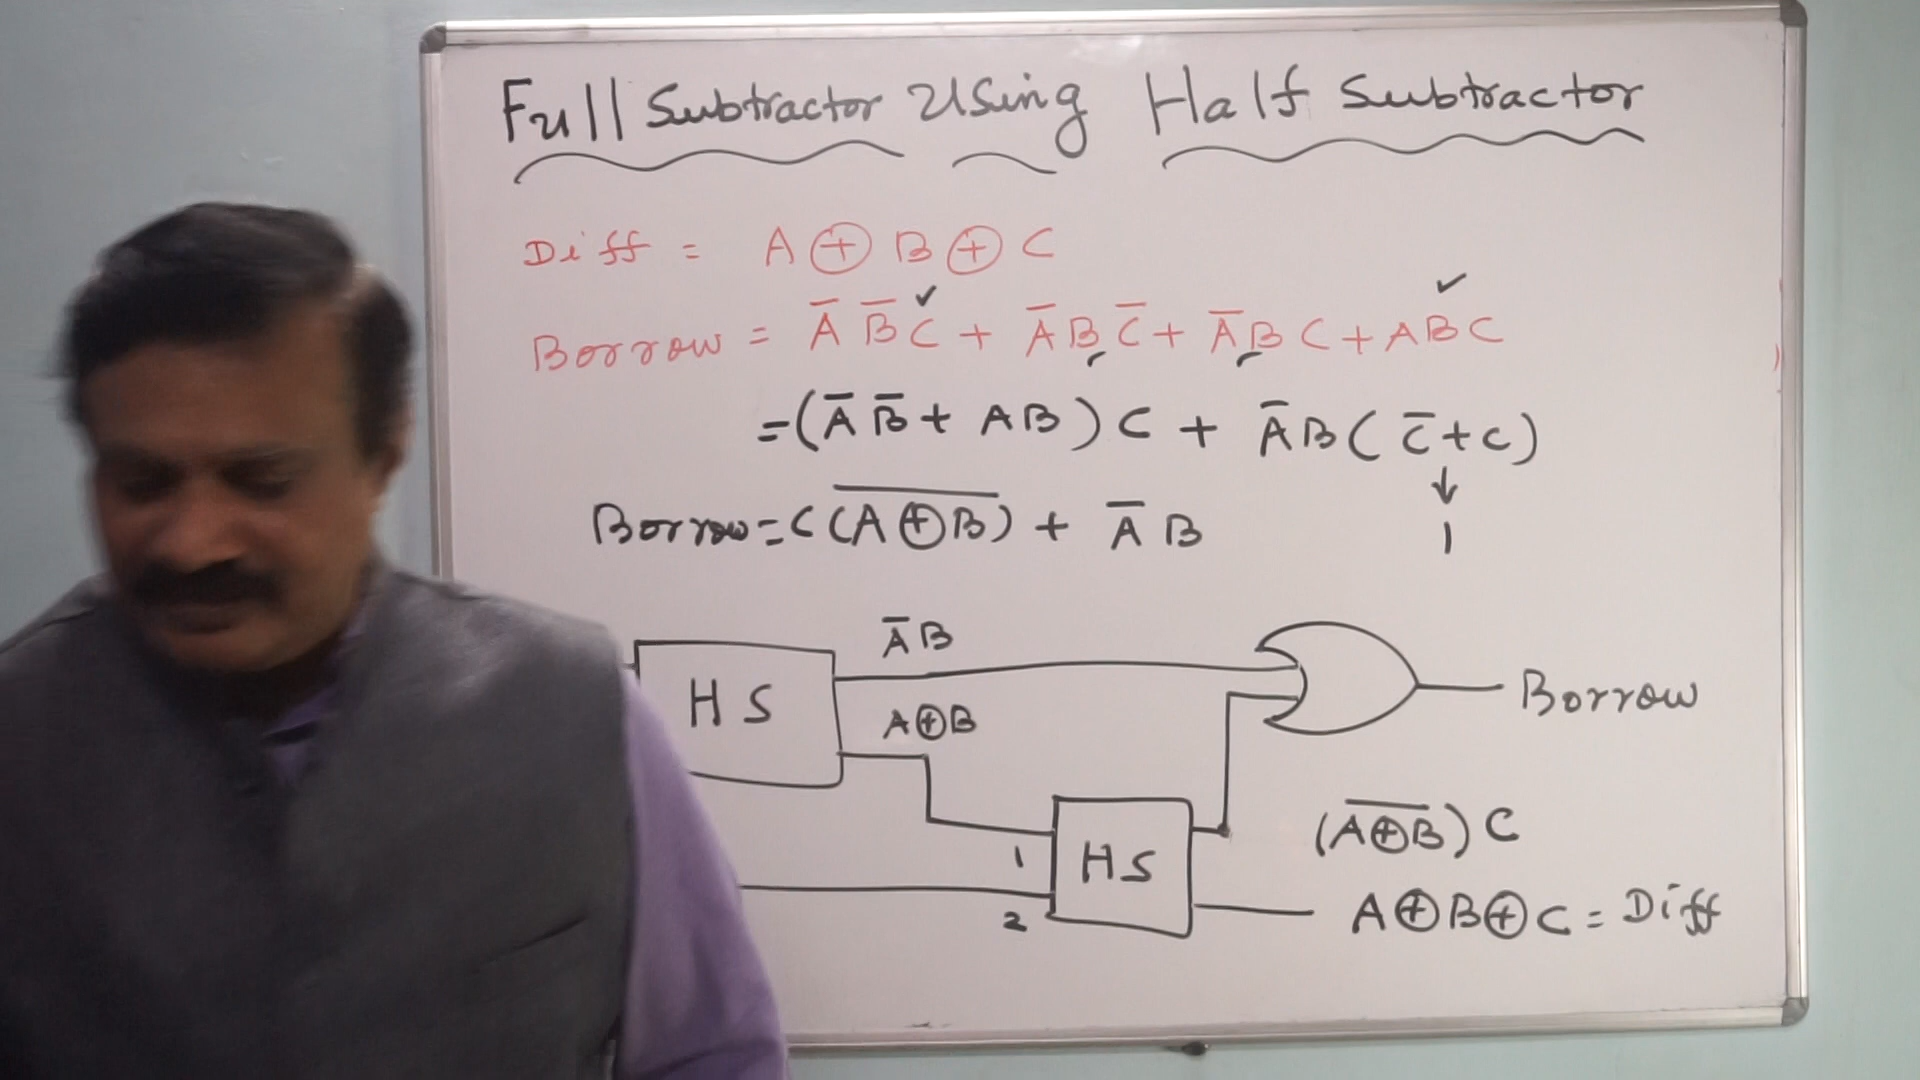 Full Subtractor Using Half Subtractor
Diff = A ⊕ B ⊕ C
Borrow = A̅ B̅ C + A̅ B C̅ + A̅ B C + A B C
= (A̅ B̅ + A B) C + A̅ B ( C̅ + C )
↓
Borrow = C (A̅ ̅⊕̅ ̅B̅) + A̅ B
1
A̅ B
HS
A⊕B
Borrow
1
HS
2
(A̅⊕̅B̅) C
A⊕B⊕C = Diff